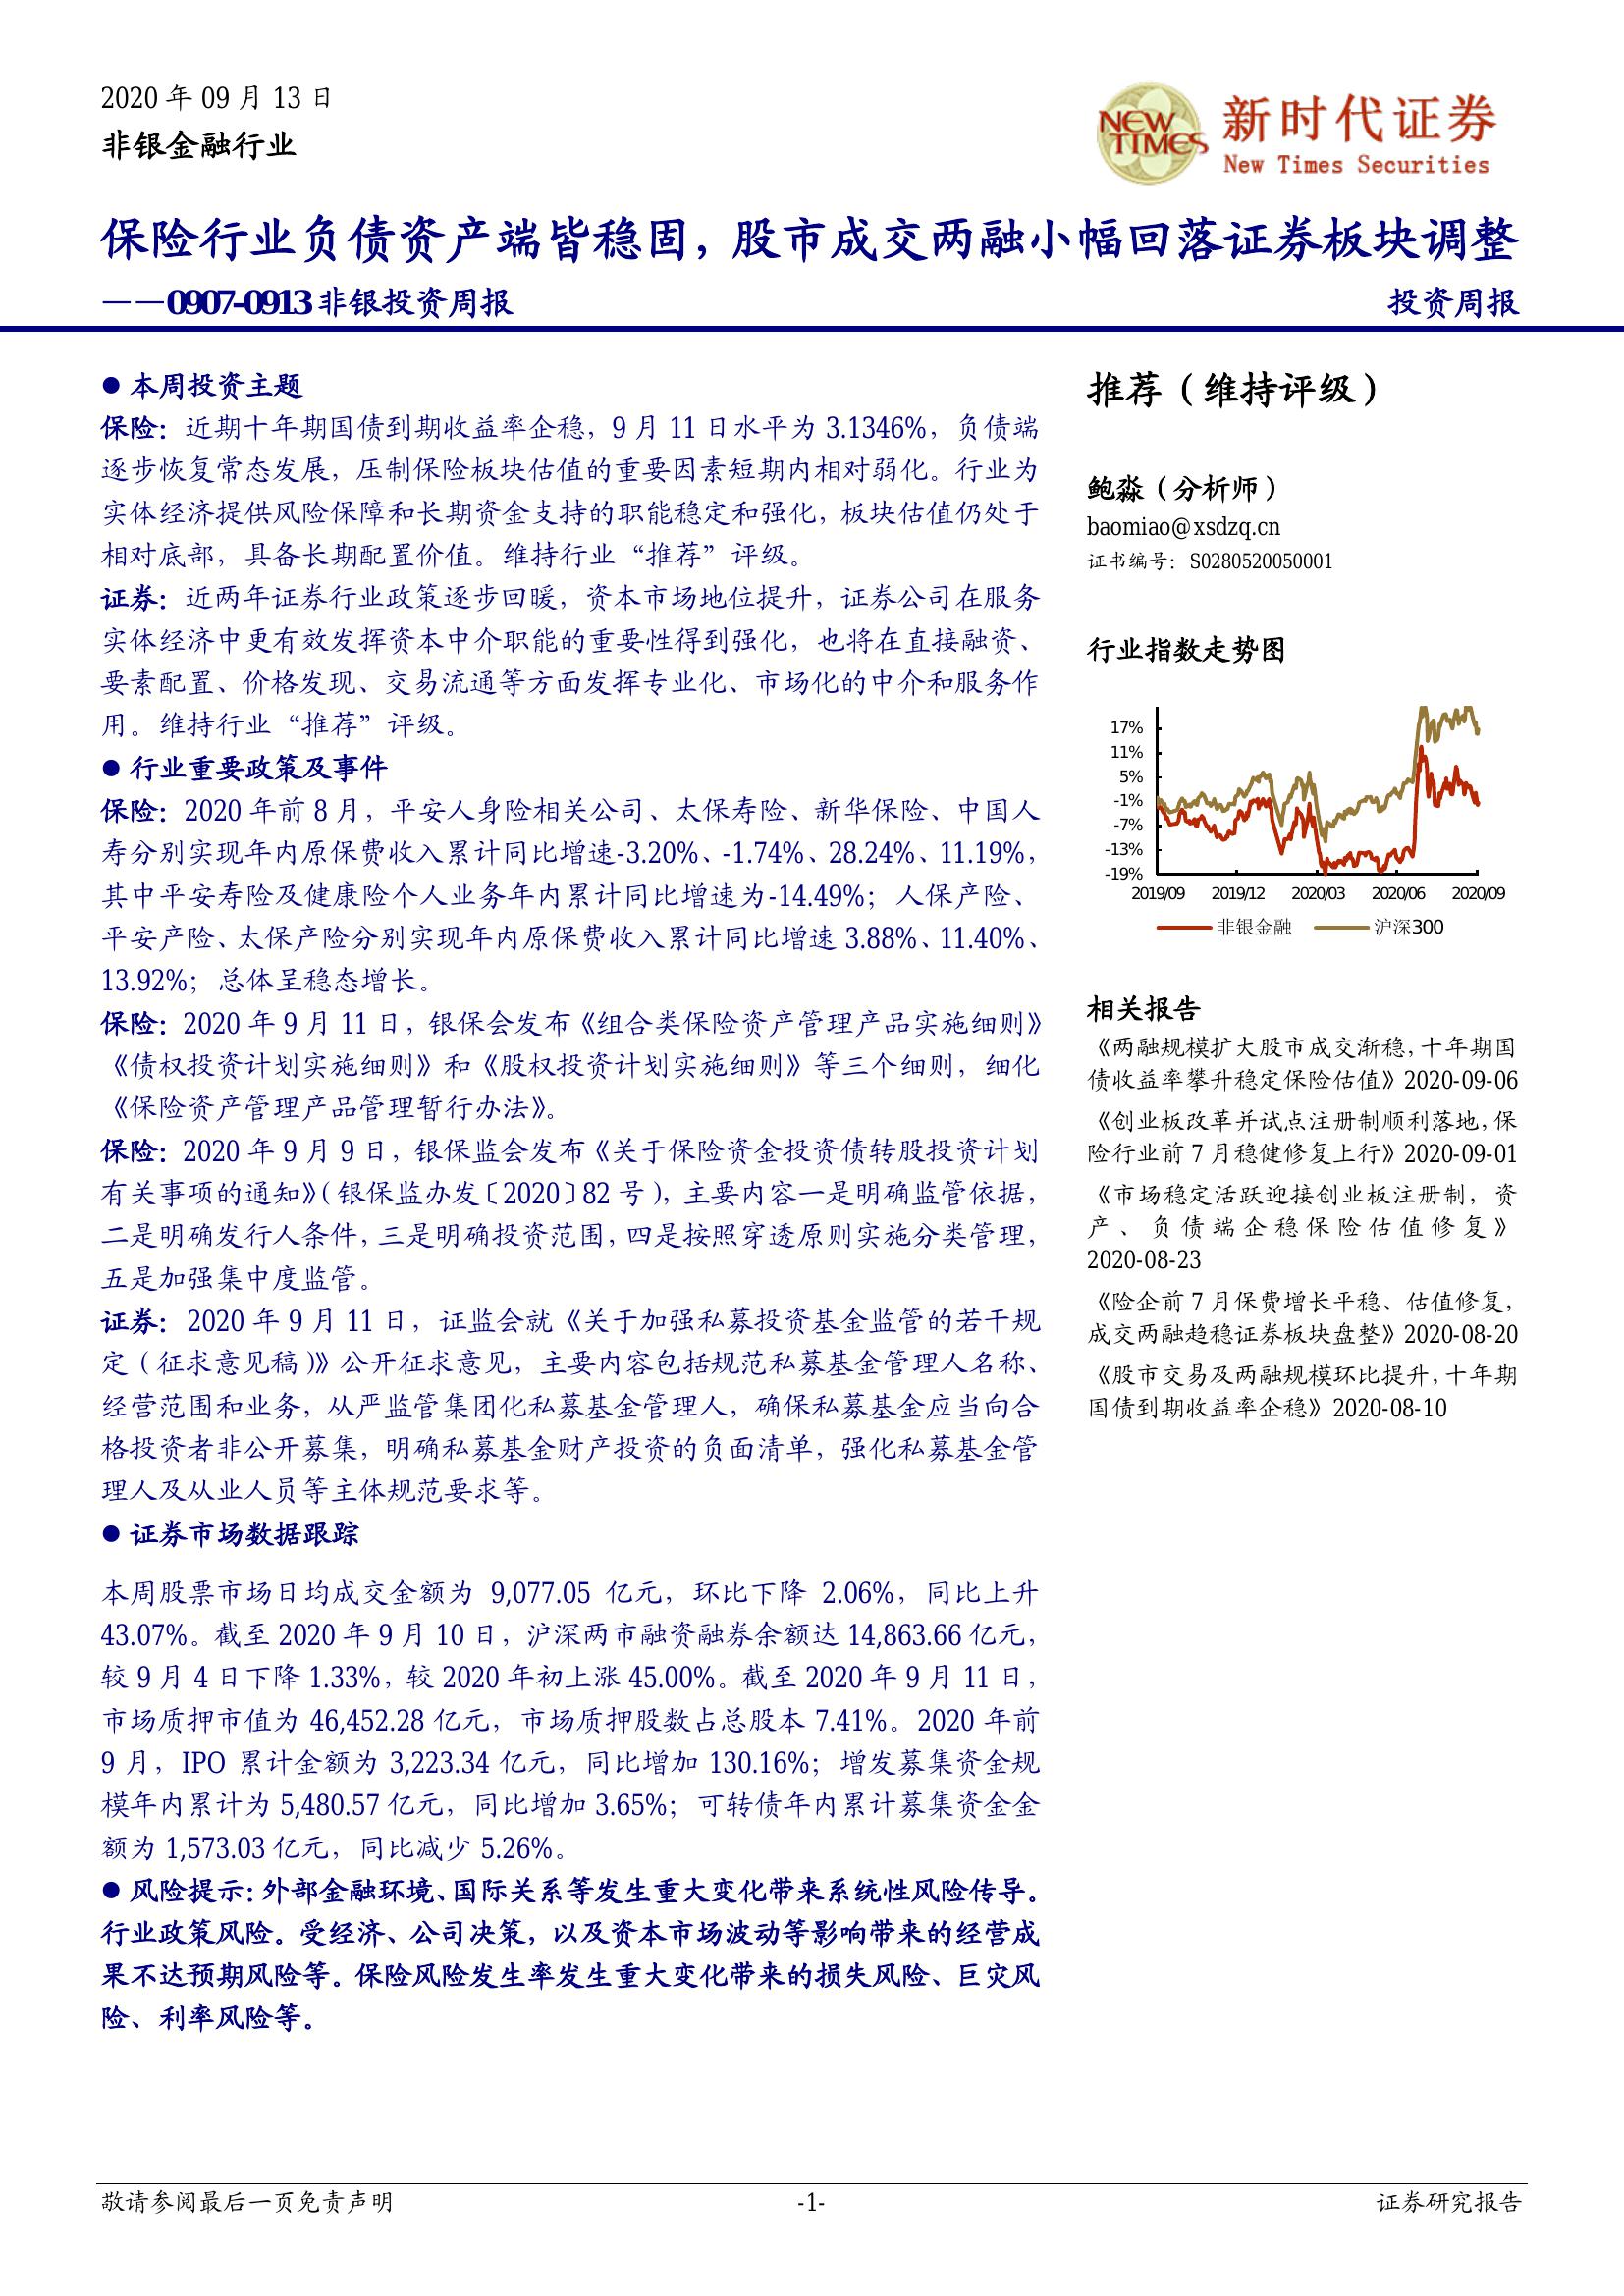 2020 年 09 月 13 日
非银金融行业
NEW TIMES
新时代证券
New Times Securities
保险行业负债资产端皆稳固，股市成交两融小幅回落证券板块调整
——0907-0913 非银投资周报
投资周报
● 本周投资主题
保险：近期十年期国债到期收益率企稳，9 月 11 日水平为 3.1346%，负债端
逐步恢复常态发展，压制保险板块估值的重要因素短期内相对弱化。行业为
实体经济提供风险保障和长期资金支持的职能稳定和强化，板块估值仍处于
相对底部，具备长期配置价值。维持行业“推荐”评级。
证券：近两年证券行业政策逐步回暖，资本市场地位提升，证券公司在服务
实体经济中更有效发挥资本中介职能的重要性得到强化，也将在直接融资、
要素配置、价格发现、交易流通等方面发挥专业化、市场化的中介和服务作
用。维持行业“推荐”评级。
● 行业重要政策及事件
保险：2020 年前 8 月，平安人身险相关公司、太保寿险、新华保险、中国人
寿分别实现年内原保费收入累计同比增速-3.20%、-1.74%、28.24%、11.19%，
其中平安寿险及健康险个人业务年内累计同比增速为-14.49%；人保产险、
平安产险、太保产险分别实现年内原保费收入累计同比增速 3.88%、11.40%、
13.92%；总体呈稳态增长。
保险：2020 年 9 月 11 日，银保会发布《组合类保险资产管理产品实施细则》
《债权投资计划实施细则》和《股权投资计划实施细则》等三个细则，细化
《保险资产管理产品管理暂行办法》。
保险：2020 年 9 月 9 日，银保监会发布《关于保险资金投资债转股投资计划
有关事项的通知》（银保监办发〔2020〕82 号），主要内容一是明确监管依据，
二是明确发行人条件，三是明确投资范围，四是按照穿透原则实施分类管理，
五是加强集中度监管。
证券：2020 年 9 月 11 日，证监会就《关于加强私募投资基金监管的若干规
定（征求意见稿）》公开征求意见，主要内容包括规范私募基金管理人名称、
经营范围和业务，从严监管集团化私募基金管理人，确保私募基金应当向合
格投资者非公开募集，明确私募基金财产投资的负面清单，强化私募基金管
理人及从业人员等主体规范要求等。
● 证券市场数据跟踪
本周股票市场日均成交金额为 9,077.05 亿元，环比下降 2.06%，同比上升
43.07%。截至 2020 年 9 月 10 日，沪深两市融资融券余额达 14,863.66 亿元，
较 9 月 4 日下降 1.33%，较 2020 年初上涨 45.00%。截至 2020 年 9 月 11 日，
市场质押市值为 46,452.28 亿元，市场质押股数占总股本 7.41%。2020 年前
9 月，IPO 累计金额为 3,223.34 亿元，同比增加 130.16%；增发募集资金规
模年内累计为 5,480.57 亿元，同比增加 3.65%；可转债年内累计募集资金金
额为 1,573.03 亿元，同比减少 5.26%。
● 风险提示：外部金融环境、国际关系等发生重大变化带来系统性风险传导。
行业政策风险。受经济、公司决策，以及资本市场波动等影响带来的经营成
果不达预期风险等。保险风险发生率发生重大变化带来的损失风险、巨灾风
险、利率风险等。
推荐（维持评级）
鲍淼（分析师）
baomiao@xsdzq.cn
证书编号：S0280520050001
行业指数走势图
17%
11%
5%
-1%
-7%
-13%
-19%
2019/09 2019/12 2020/03 2020/06 2020/09
非银金融 沪深300
相关报告
《两融规模扩大股市成交渐稳，十年期国
债收益率攀升稳定保险估值》2020-09-06
《创业板改革并试点注册制顺利落地，保
险行业前 7 月稳健修复上行》2020-09-01
《市场稳定活跃迎接创业板注册制，资
产、负债端企稳保险估值修复》
2020-08-23
《险企前 7 月保费增长平稳、估值修复，
成交两融趋稳证券板块盘整》2020-08-20
《股市交易及两融规模环比提升，十年期
国债到期收益率企稳》2020-08-10
敬请参阅最后一页免责声明
-1-
证券研究报告